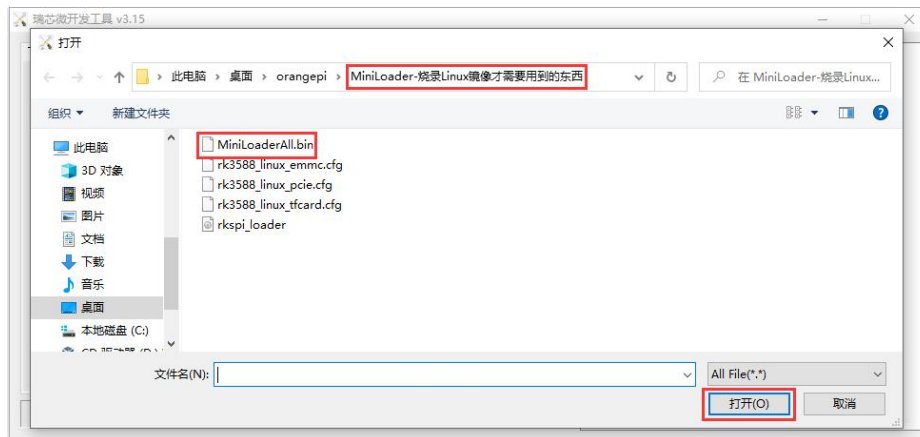 瑞芯微开发工具 v3.15
打开
此电脑 › 桌面 › orangepi › MiniLoader-烧录Linux镜像才需要用到的东西
在 MiniLoader-烧录Linux...
组织 新建文件夹
此电脑
3D 对象
视频
图片
文档
下载
音乐
桌面
本地磁盘 (C:)
MiniLoaderAll.bin
rk3588_linux_emmc.cfg
rk3588_linux_pcie.cfg
rk3588_linux_tfcard.cfg
rkspi_loader
文件名(N):
All File(*.*)
打开(O) 取消